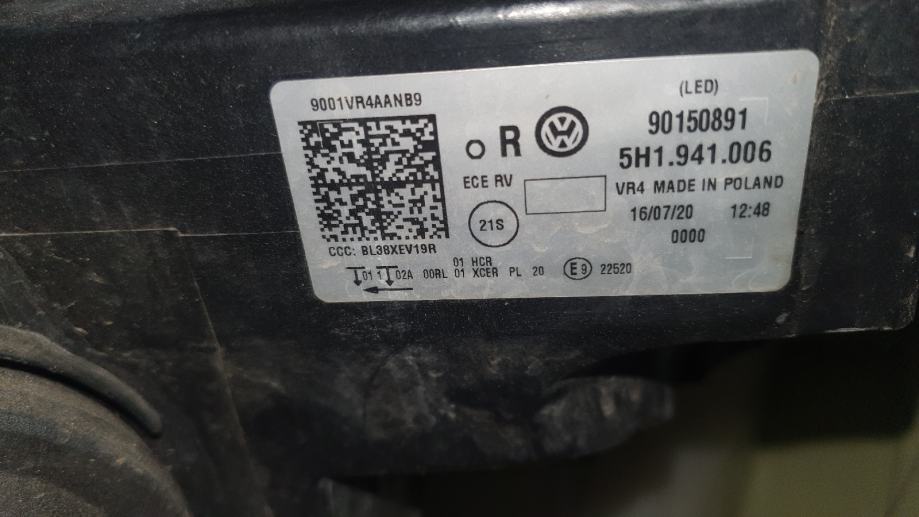 9001VR4AANB9
(LED)
90150891
R
5H1.941.006
ECE RV
VR4 MADE IN POLAND
21S
16/07/20 12:48
0000
CCC: BL38XEV19R
01 HCR
01 1 02A 00RL 01 XCER PL 20 E9 22520